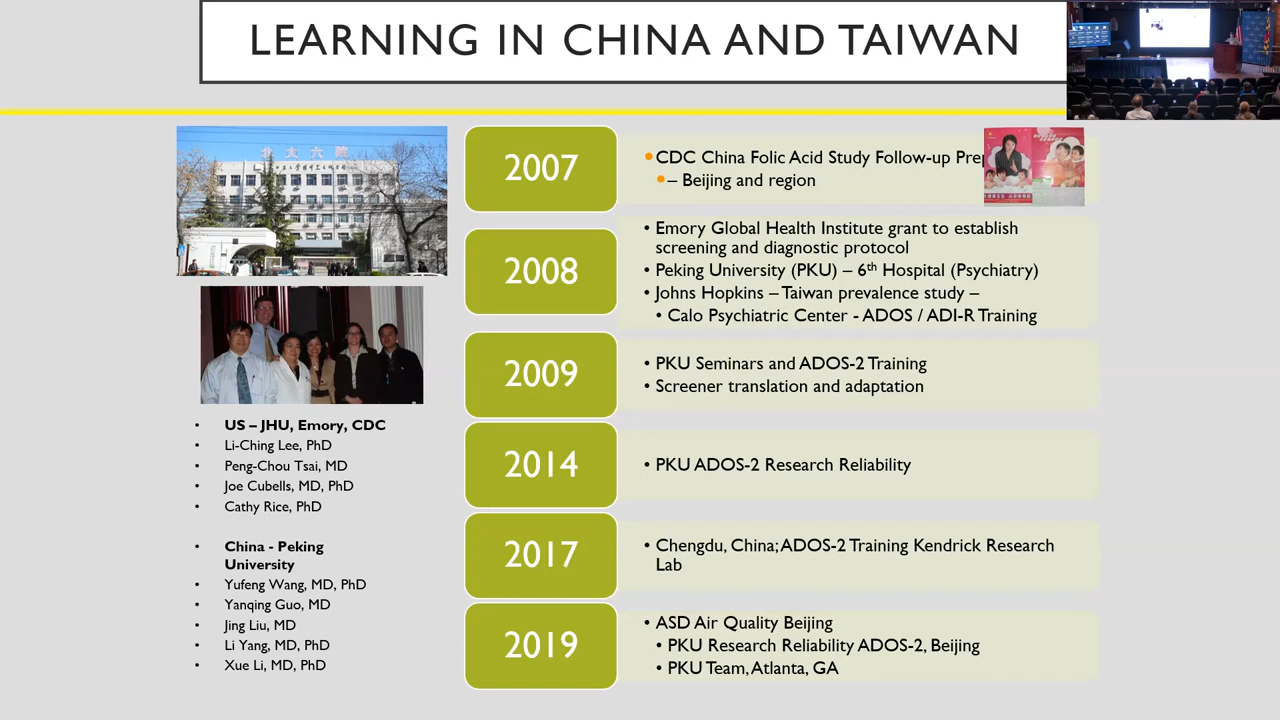 LEARNING IN CHINA AND TAIWAN
北大六院
US – JHU, Emory, CDC
Li-Ching Lee, PhD
Peng-Chou Tsai, MD
Joe Cubells, MD, PhD
Cathy Rice, PhD
China - Peking
University
Yufeng Wang, MD, PhD
Yanqing Guo, MD
Jing Liu, MD
Li Yang, MD, PhD
Xue Li, MD, PhD
2007
• CDC China Folic Acid Study Follow-up Prep
• – Beijing and region
2008
• Emory Global Health Institute grant to establish
screening and diagnostic protocol
• Peking University (PKU) – 6th Hospital (Psychiatry)
• Johns Hopkins – Taiwan prevalence study –
• Calo Psychiatric Center - ADOS / ADI-R Training
2009
• PKU Seminars and ADOS-2 Training
• Screener translation and adaptation
2014
• PKU ADOS-2 Research Reliability
2017
• Chengdu, China; ADOS-2 Training Kendrick Research
Lab
2019
• ASD Air Quality Beijing
• PKU Research Reliability ADOS-2, Beijing
• PKU Team, Atlanta, GA